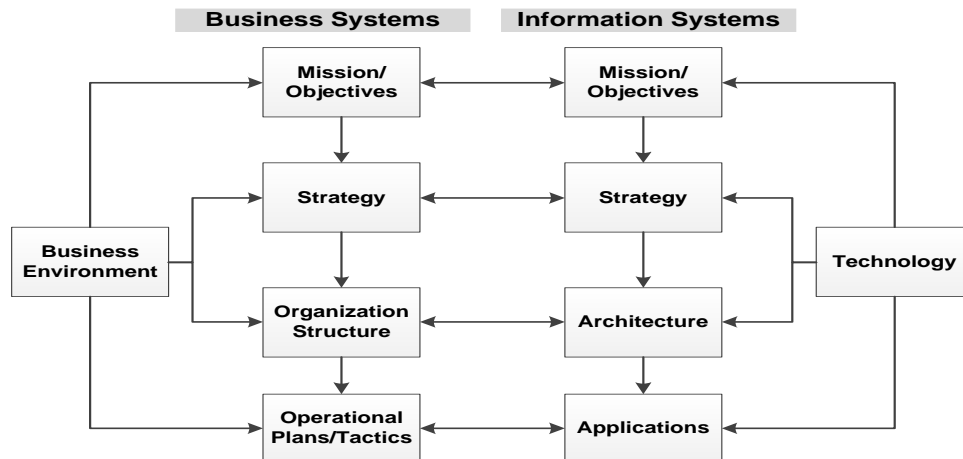 Business Systems
Information Systems
Mission/
Objectives
Mission/
Objectives
Strategy
Strategy
Business
Environment
Technology
Organization
Structure
Architecture
Operational
Plans/Tactics
Applications